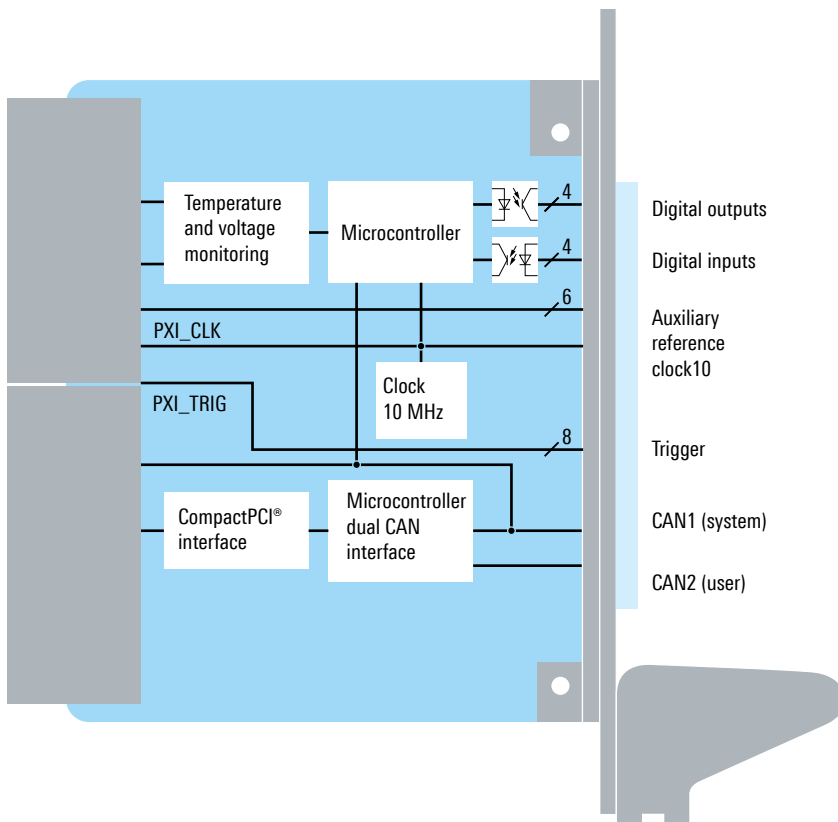 Temperature
and voltage
monitoring
Microcontroller
4
Digital outputs
4
Digital inputs
6
PXI_CLK
Auxiliary
reference
clock10
Clock
10 MHz
PXI_TRIG
8
Trigger
CompactPCI®
interface
Microcontroller
dual CAN
interface
CAN1 (system)
CAN2 (user)